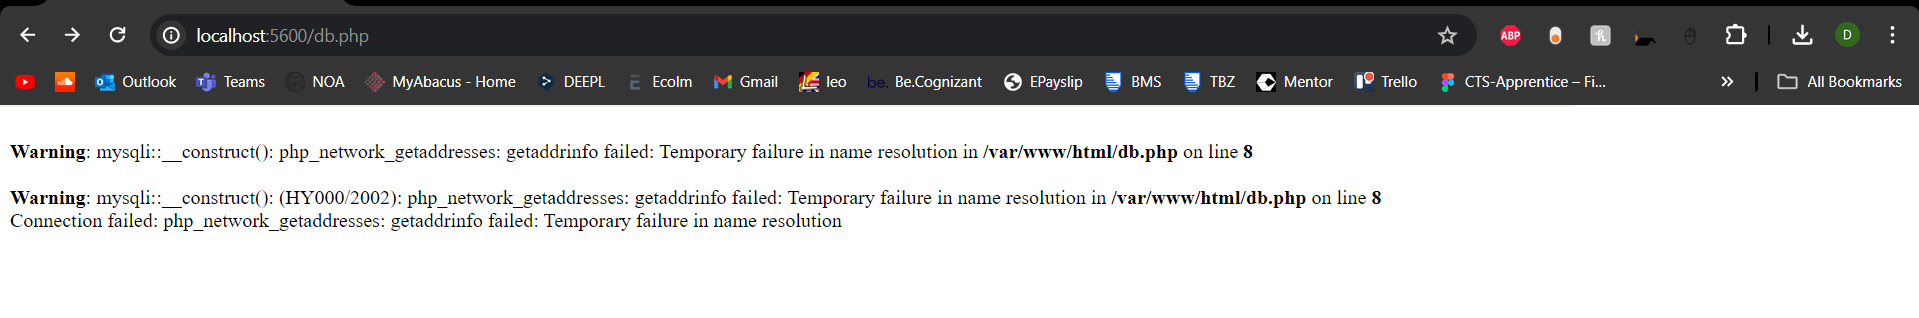 localhost:5600/db.php
ABP
D
Outlook
Teams
NOA
MyAbacus - Home
DEEPL
Ecolm
Gmail
leo
be. Be.Cognizant
EPayslip
BMS
TBZ
Mentor
Trello
CTS-Apprentice – Fi...
All Bookmarks
Warning: mysqli::__construct(): php_network_getaddresses: getaddrinfo failed: Temporary failure in name resolution in /var/www/html/db.php on line 8
Warning: mysqli::__construct(): (HY000/2002): php_network_getaddresses: getaddrinfo failed: Temporary failure in name resolution in /var/www/html/db.php on line 8
Connection failed: php_network_getaddresses: getaddrinfo failed: Temporary failure in name resolution